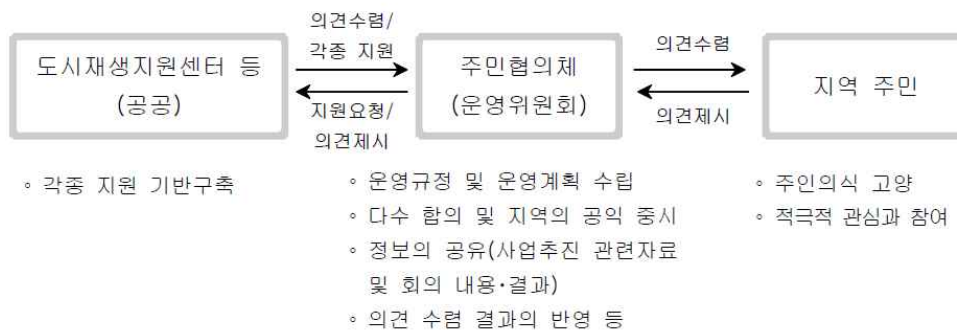 의견수렴/
각종 지원
도시재생지원센터 등
(공공)
지원요청/
의견제시
주민협의체
(운영위원회)
의견수렴
의견제시
지역 주민
◦ 각종 지원 기반구축
◦ 운영규정 및 운영계획 수립
◦ 다수 합의 및 지역의 공익 중시
◦ 정보의 공유(사업추진 관련자료
및 회의 내용·결과)
◦ 의견 수렴 결과의 반영 등
◦ 주인의식 고양
◦ 적극적 관심과 참여